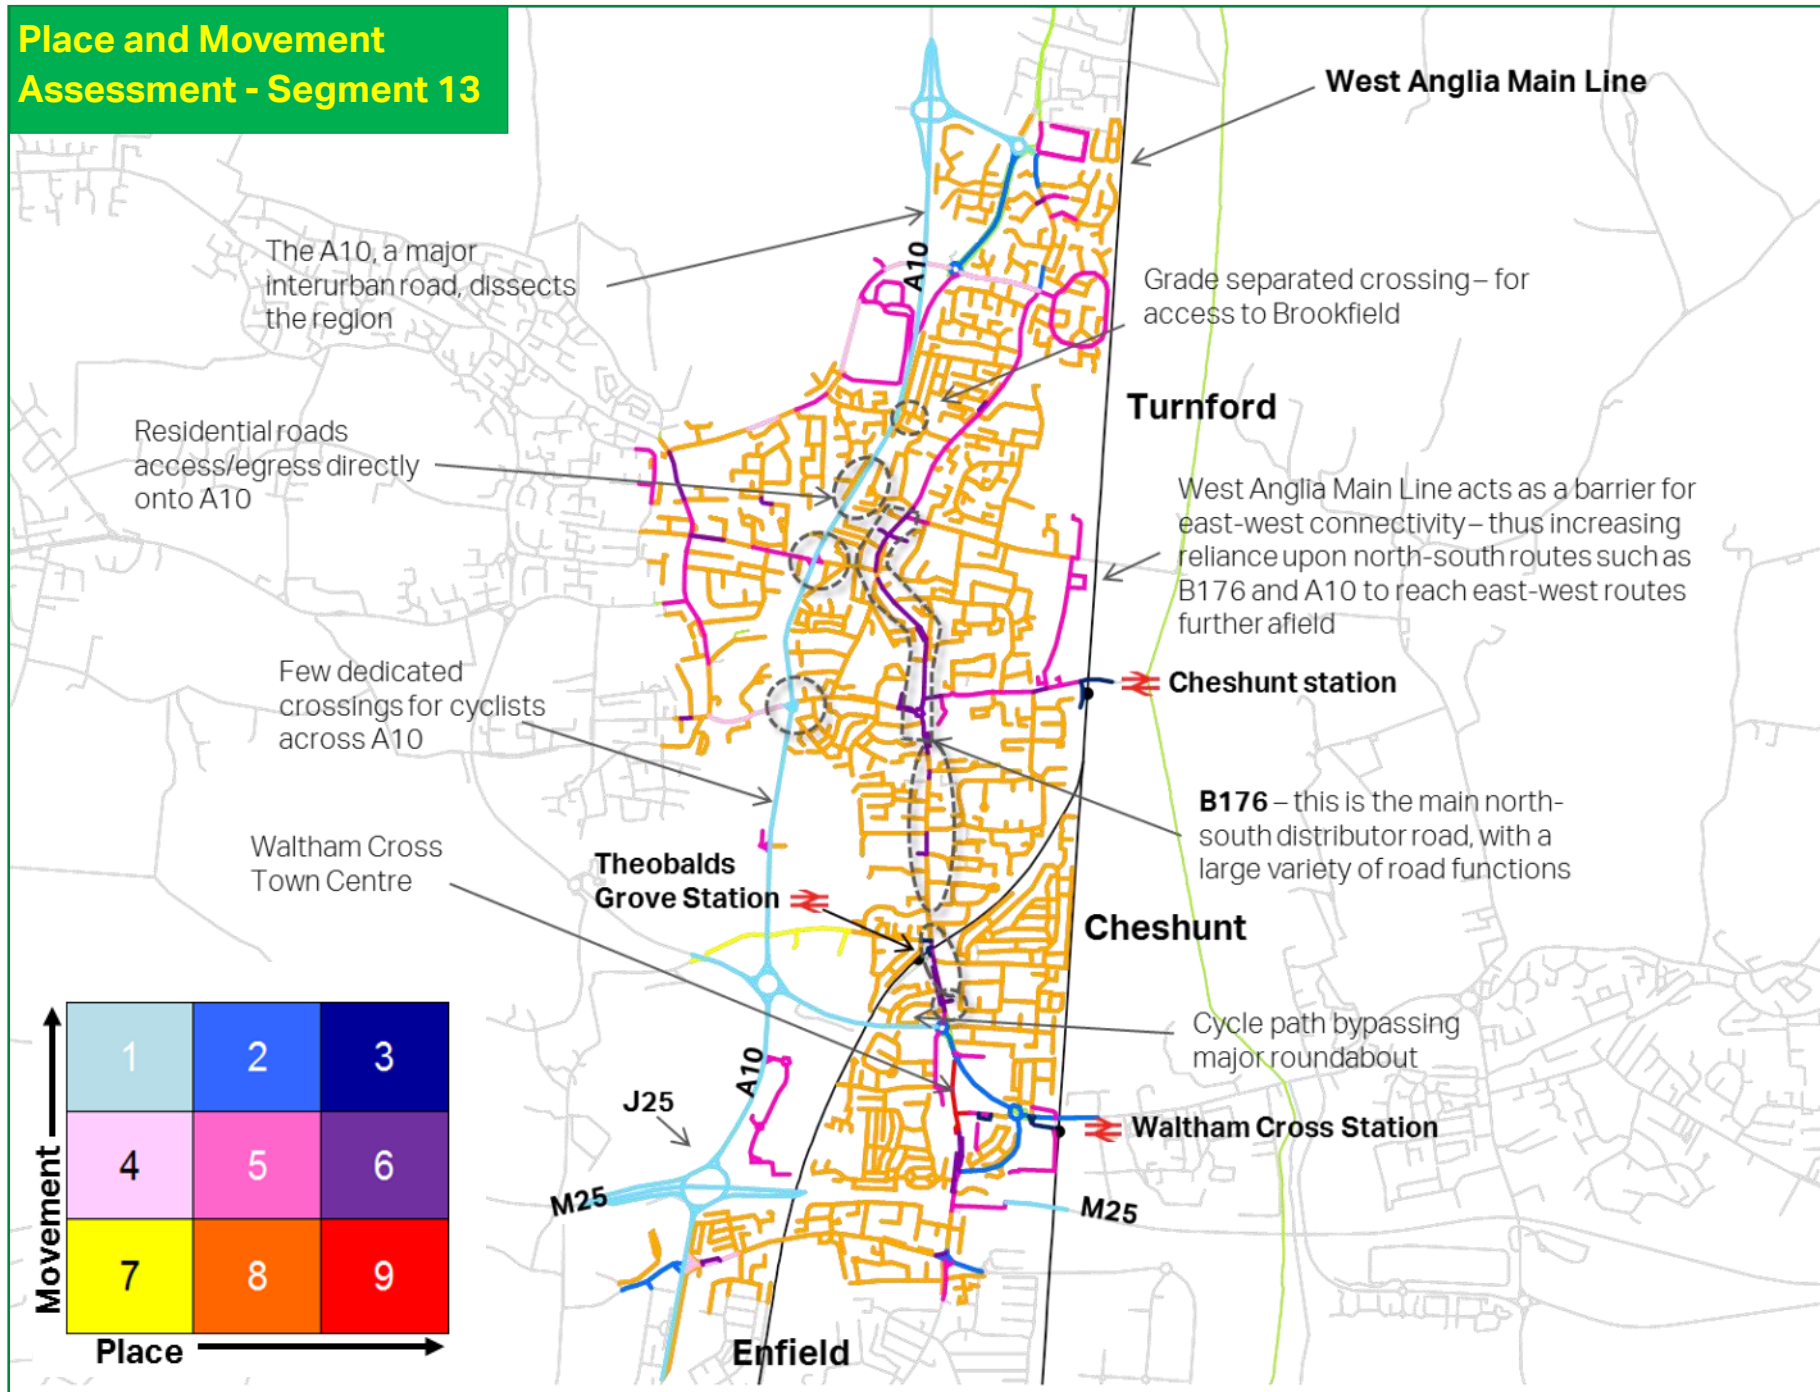 Place and Movement
Assessment - Segment 13
West Anglia Main Line
The A10, a major
interurban road, dissects
the region
A10
Grade separated crossing – for
access to Brookfield
Turnford
Residential roads
access/egress directly
onto A10
West Anglia Main Line acts as a barrier for
east-west connectivity – thus increasing
reliance upon north-south routes such as
B176 and A10 to reach east-west routes
further afield
Few dedicated
crossings for cyclists
across A10
Cheshunt station
B176 – this is the main north-
south distributor road, with a
large variety of road functions
Waltham Cross
Town Centre
Theobalds
Grove Station
Cheshunt
Cycle path bypassing
major roundabout
A10
J25
Waltham Cross Station
M25
M25
Enfield
Movement
1 2 3
4 5 6
7 8 9
Place